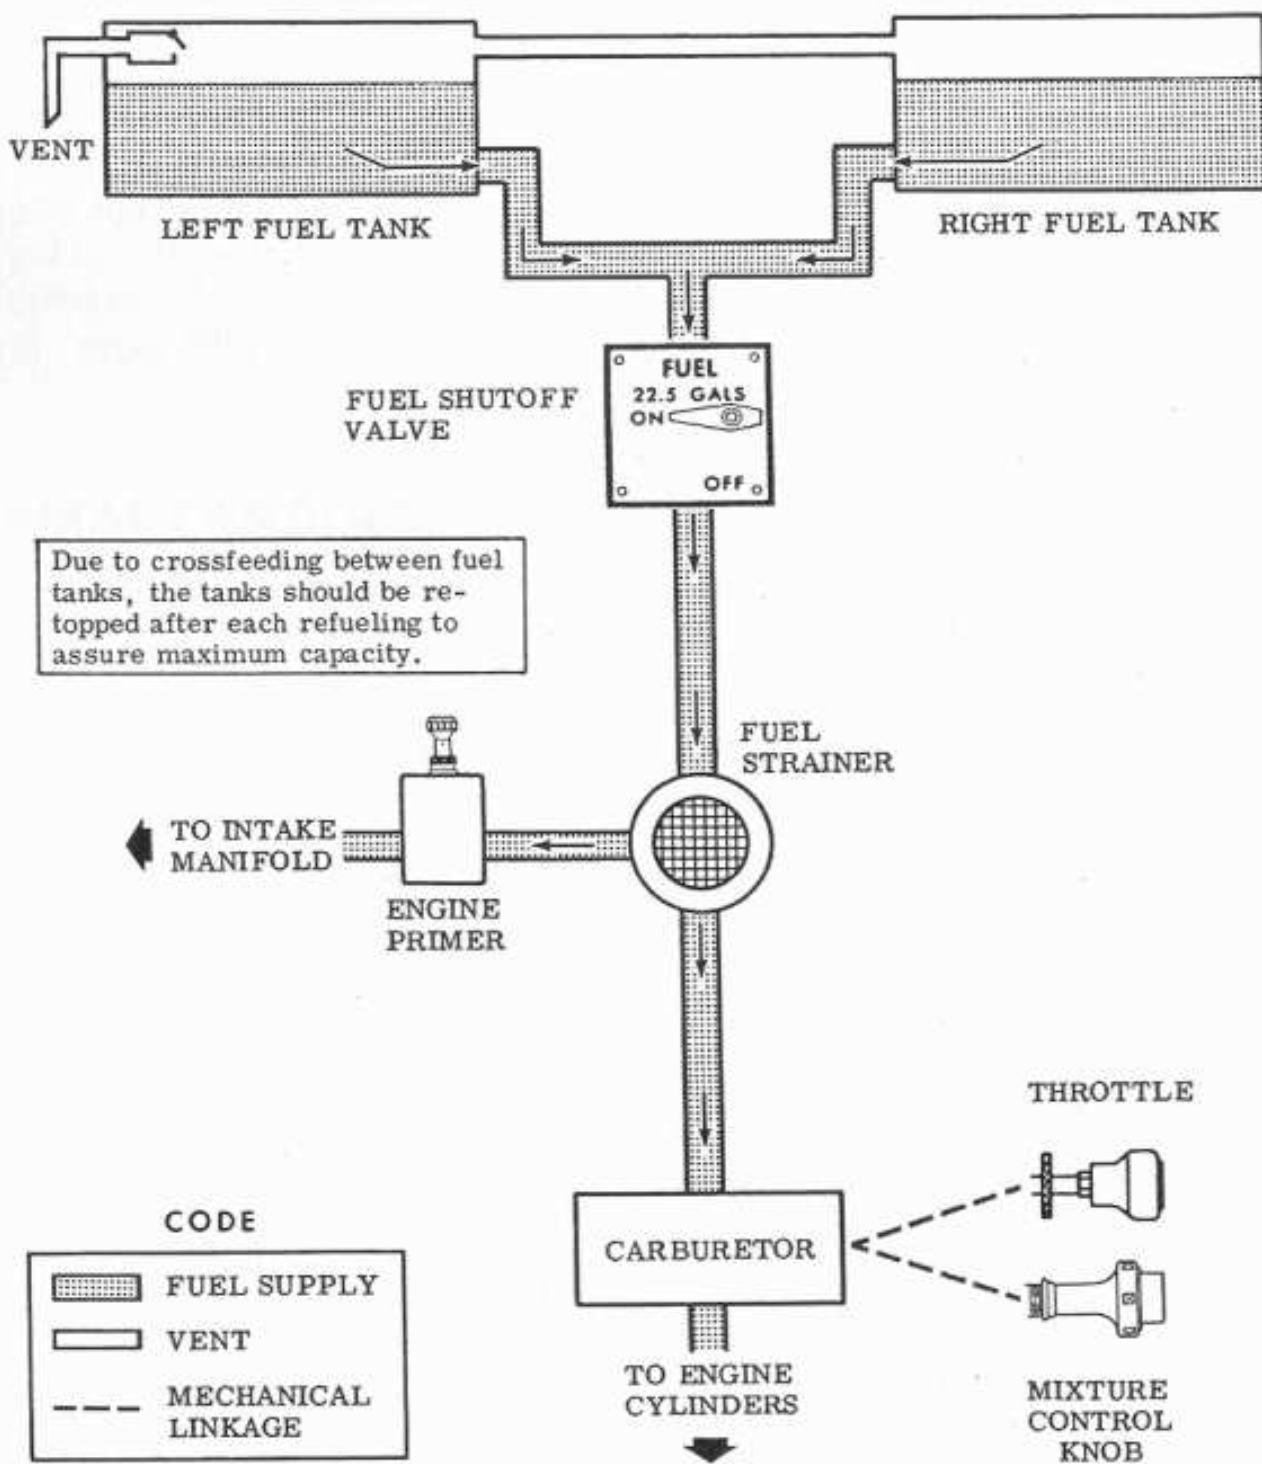 VENT
LEFT FUEL TANK
RIGHT FUEL TANK
FUEL SHUTOFF
VALVE
FUEL
22.5 GALS
ON
OFF
Due to crossfeeding between fuel
tanks, the tanks should be re-
topped after each refueling to
assure maximum capacity.
FUEL
STRAINER
TO INTAKE
MANIFOLD
ENGINE
PRIMER
THROTTLE
CARBURETOR
CODE
FUEL SUPPLY
VENT
MECHANICAL
LINKAGE
TO ENGINE
CYLINDERS
MIXTURE
CONTROL
KNOB